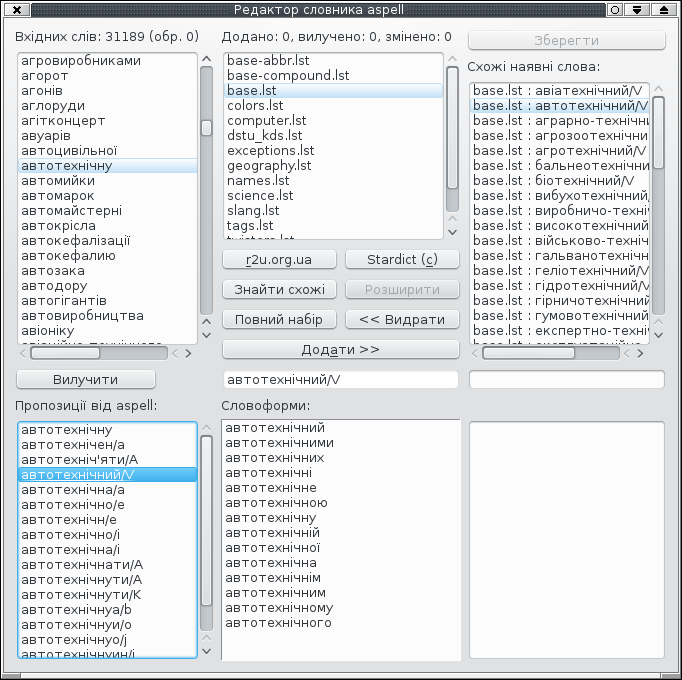 Редактор словника aspell
Вхідних слів: 31189 (обр. 0)
агровиробниками
агорот
агонів
аглоруди
агітконцерт
авуарів
автоцивільної
автотехнічну
автомийки
автомарок
автомайстерні
автокрісла
автокефалізації
автокефалию
автозака
автодору
автогігантів
автовиробництва
авіоніку
Вилучити
Додано: 0, вилучено: 0, змінено: 0
base-abbr.lst
base-compound.lst
base.lst
colors.lst
computer.lst
dstu_kds.lst
exceptions.lst
geography.lst
names.lst
science.lst
slang.lst
tags.lst
twisters.lst
r2u.org.ua
Stardict (c)
Знайти схожі
Розширити
Повний набір
<< Видрати
Додати >>
автотехнічний/V
Зберегти
Схожі наявні слова:
base.lst : авіатехнічний/V
base.lst : автотехнічний/V
base.lst : аграрно-технічн
base.lst : агрозоотехнічни
base.lst : агротехнічний/V
base.lst : бальнеотехнічни
base.lst : біотехнічний/V
base.lst : вибухотехнічний
base.lst : виробничо-техніч
base.lst : високотехнічний
base.lst : військово-техніч
base.lst : гальванотехнічн
base.lst : геліотехнічний/V
base.lst : гідротехнічний/V
base.lst : гірничотехнічни
base.lst : гумовотехнічний
base.lst : експертно-техні
Пропозиції від aspell:
автотехнічну
автотехнічен/a
автотехніч'яти/A
автотехнічний/V
автотехнічна/a
автотехнічно/e
автотехнічн/e
автотехнічно/i
автотехнічна/i
автотехнічнати/A
автотехнічнути/A
автотехнічнути/K
автотехнічнуа/b
автотехнічнуи/o
автотехнічнуо/j
автотехнічнуин/i
Словоформи:
автотехнічний
автотехнічними
автотехнічних
автотехнічні
автотехнічне
автотехнічною
автотехнічну
автотехнічній
автотехнічної
автотехнічна
автотехнічнім
автотехнічним
автотехнічному
автотехнічного